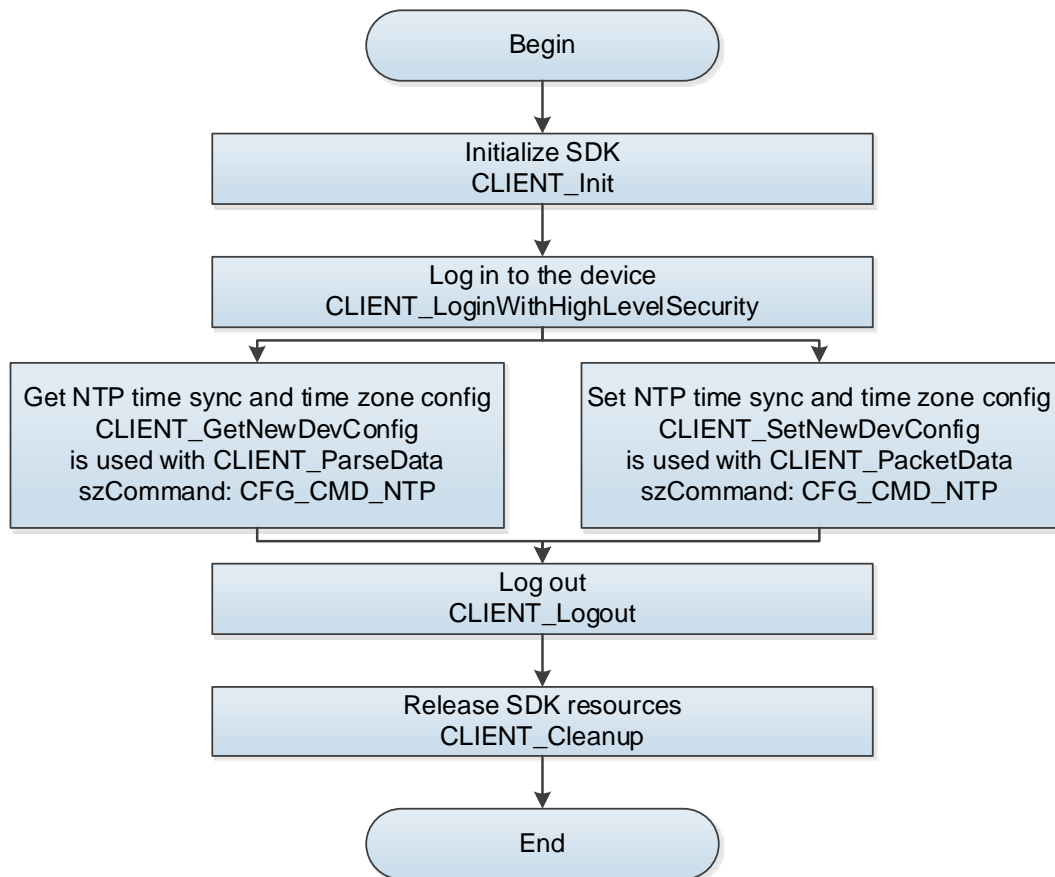 Begin
Initialize SDK
CLIENT_Init
Log in to the device
CLIENT_LoginWithHighLevelSecurity
Get NTP time sync and time zone config
CLIENT_GetNewDevConfig
is used with CLIENT_ParseData
szCommand: CFG_CMD_NTP
Set NTP time sync and time zone config
CLIENT_SetNewDevConfig
is used with CLIENT_PacketData
szCommand: CFG_CMD_NTP
Log out
CLIENT_Logout
Release SDK resources
CLIENT_Cleanup
End